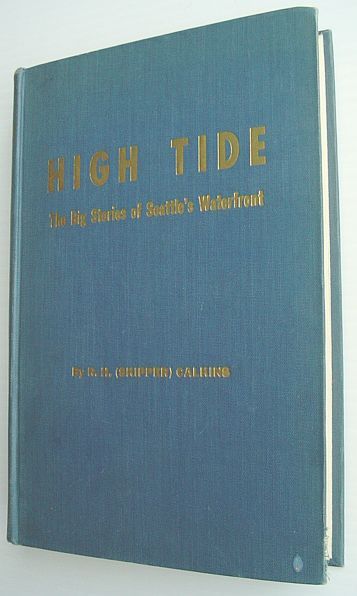 HIGH TIDE
The Big Stories of Seattle's Waterfront
By R. H. (SKIPPER) CALKINS